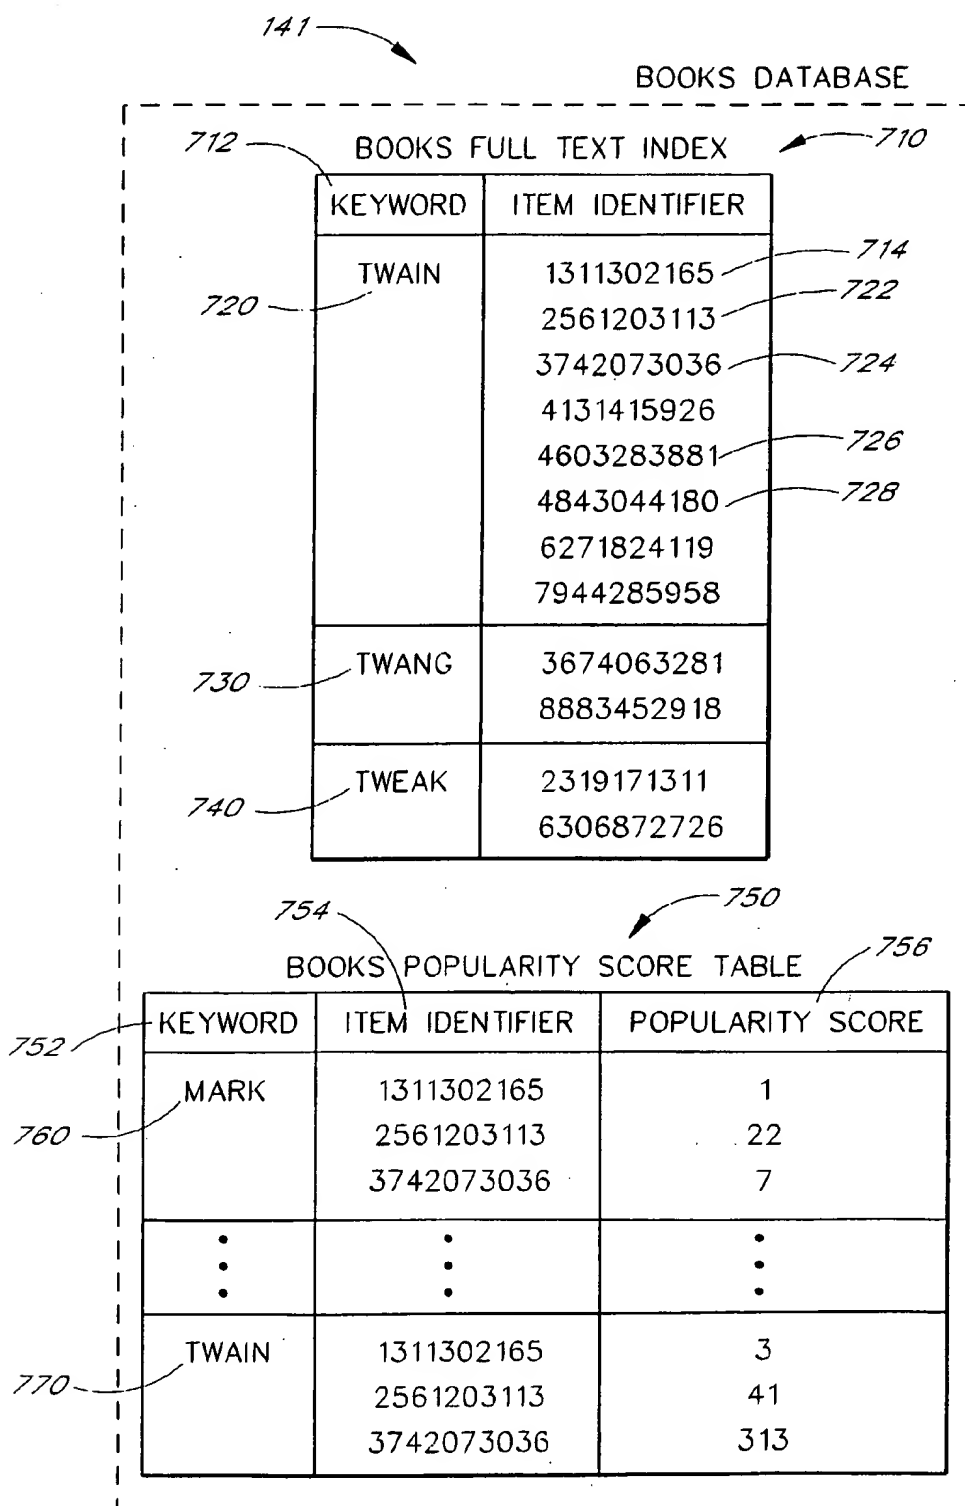 141
BOOKS DATABASE
712 BOOKS FULL TEXT INDEX 710
KEYWORD ITEM IDENTIFIER
TWAIN 1311302165 714
720 2561203113 722
3742073036 724
4131415926
4603283881 726
4843044180 728
6271824119
7944285958
730 TWANG 3674063281
8883452918
740 TWEAK 2319171311
6306872726
754 750
BOOKS POPULARITY SCORE TABLE 756
752 KEYWORD ITEM IDENTIFIER POPULARITY SCORE
760 MARK 1311302165 1
2561203113 22
3742073036 7
770 TWAIN 1311302165 3
2561203113 41
3742073036 313